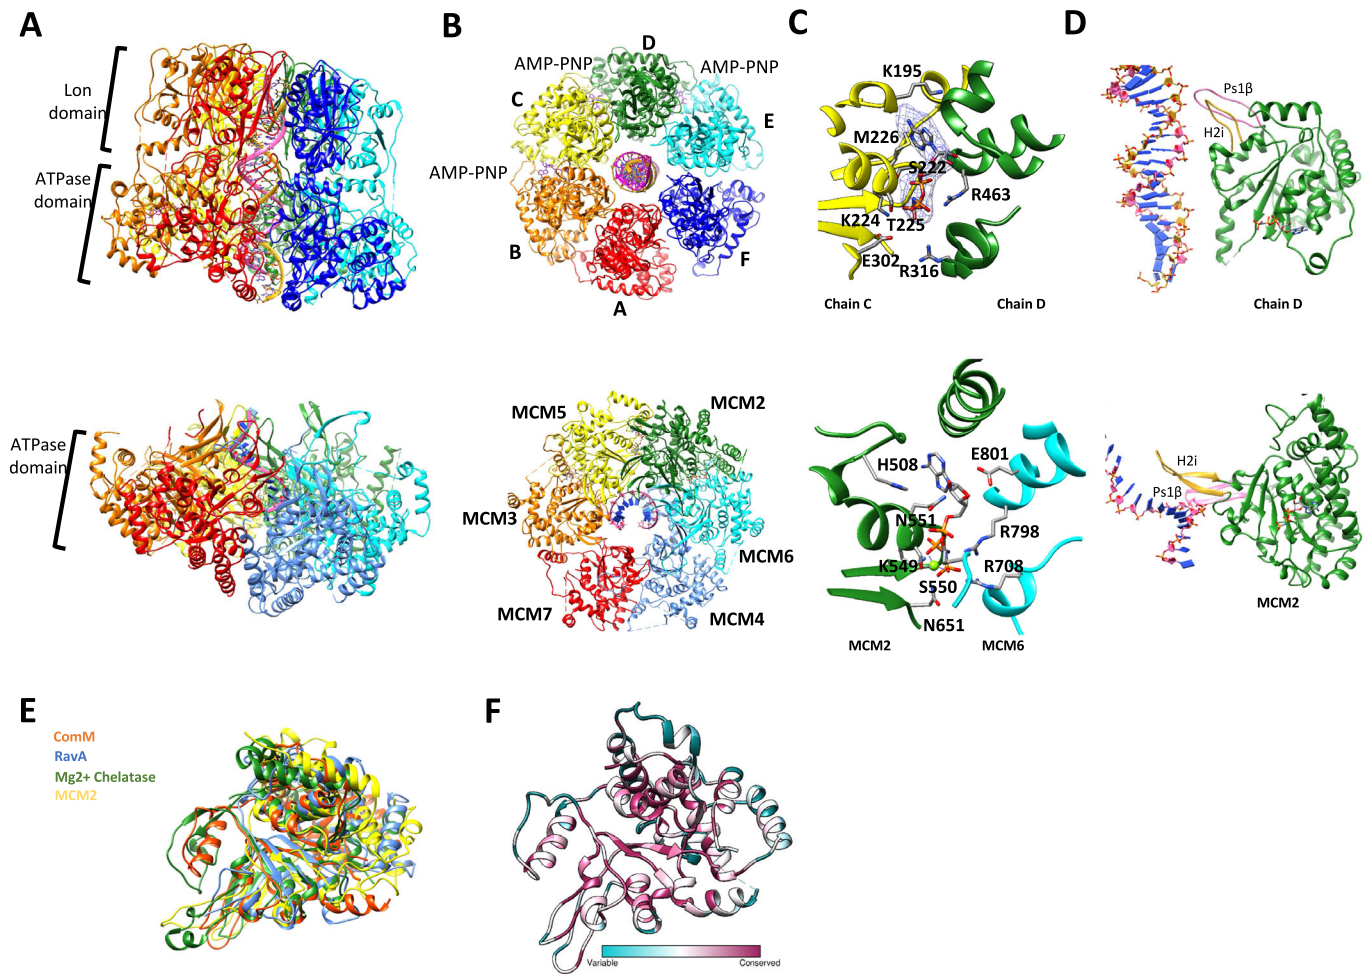 A
Lon
domain
ATPase
domain
B
D
AMP-PNP
AMP-PNP
C
E
AMP-PNP
B
F
A
C
K195
M226
S222
R463
K224
T225
E302
R316
Chain C
Chain D
D
Ps1β
H2i
Chain D
ATPase
domain
MCM5
MCM2
MCM3
MCM6
MCM7
MCM4
H508
E801
N551
R798
K549
R708
S550
N651
MCM2
MCM6
H2i
Ps1β
MCM2
E
ComM
RavA
Mg2+ Chelatase
MCM2
F
Variable
Conserved